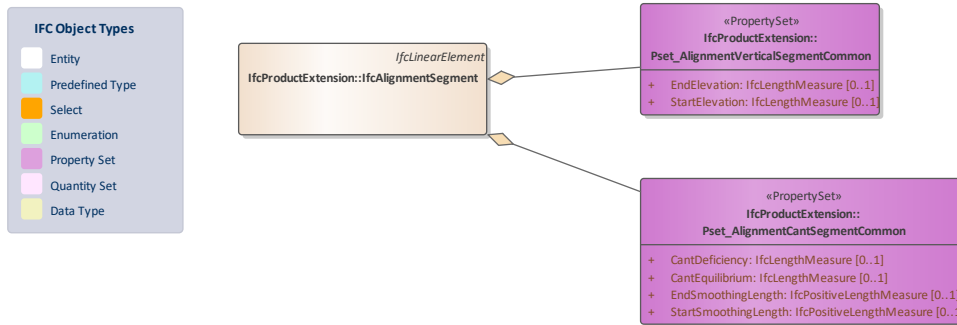 IFC Object Types
Entity
Predefined Type
Select
Enumeration
Property Set
Quantity Set
Data Type
IfcLinearElement
IfcProductExtension::IfcAlignmentSegment
«PropertySet»
IfcProductExtension::
Pset_AlignmentVerticalSegmentCommon
+ EndElevation: IfcLengthMeasure [0..1]
+ StartElevation: IfcLengthMeasure [0..1]
«PropertySet»
IfcProductExtension::
Pset_AlignmentCantSegmentCommon
+ CantDeficiency: IfcLengthMeasure [0..1]
+ CantEquilibrium: IfcLengthMeasure [0..1]
+ EndSmoothingLength: IfcPositiveLengthMeasure [0..1
+ StartSmoothingLength: IfcPositiveLengthMeasure [0..1